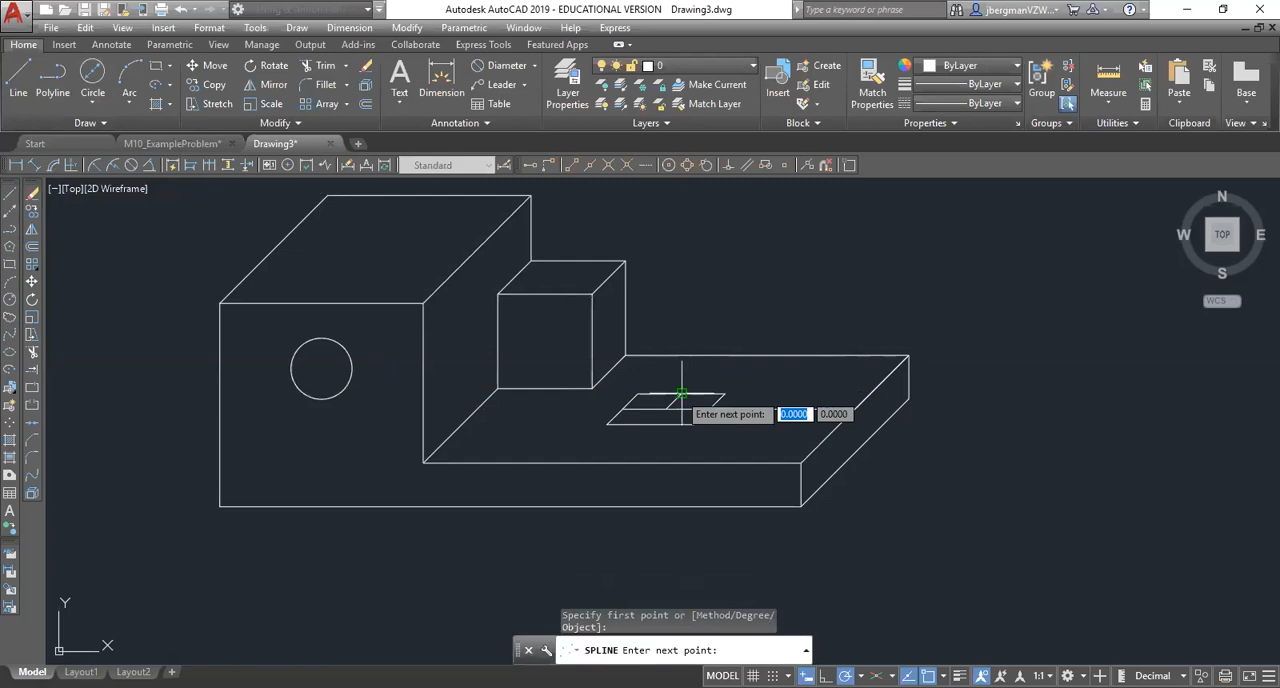 Autodesk AutoCAD 2019 - EDUCATIONAL VERSION Drawing3.dwg
Type a keyword or phrase
jbergmanVZW...
File Edit View Insert Format Tools Draw Dimension Modify Parametric Window Help Express
Home Insert Annotate Parametric View Manage Output Add-ins Collaborate Express Tools Featured Apps
Line Polyline Circle Arc
Move Rotate Trim
Copy Mirror Fillet
Stretch Scale Array
Text Dimension
Diameter
Leader
Table
Layer Properties
0
Make Current
Match Layer
Insert
Create
Edit
Match Properties
ByLayer
ByLayer
ByLayer
Group
Measure
Paste
Base
Draw Modify Annotation Layers Block Properties Groups Utilities Clipboard View
Start M10_ExampleProblem* Drawing3*
Standard
[−][Top][2D Wireframe]
N
W TOP E
S
WCS
Enter next point: 0.0000 0.0000
Y
X
Specify first point or [Method/Degree/
Object]:
SPLINE Enter next point:
Model Layout1 Layout2
MODEL 1:1 Decimal